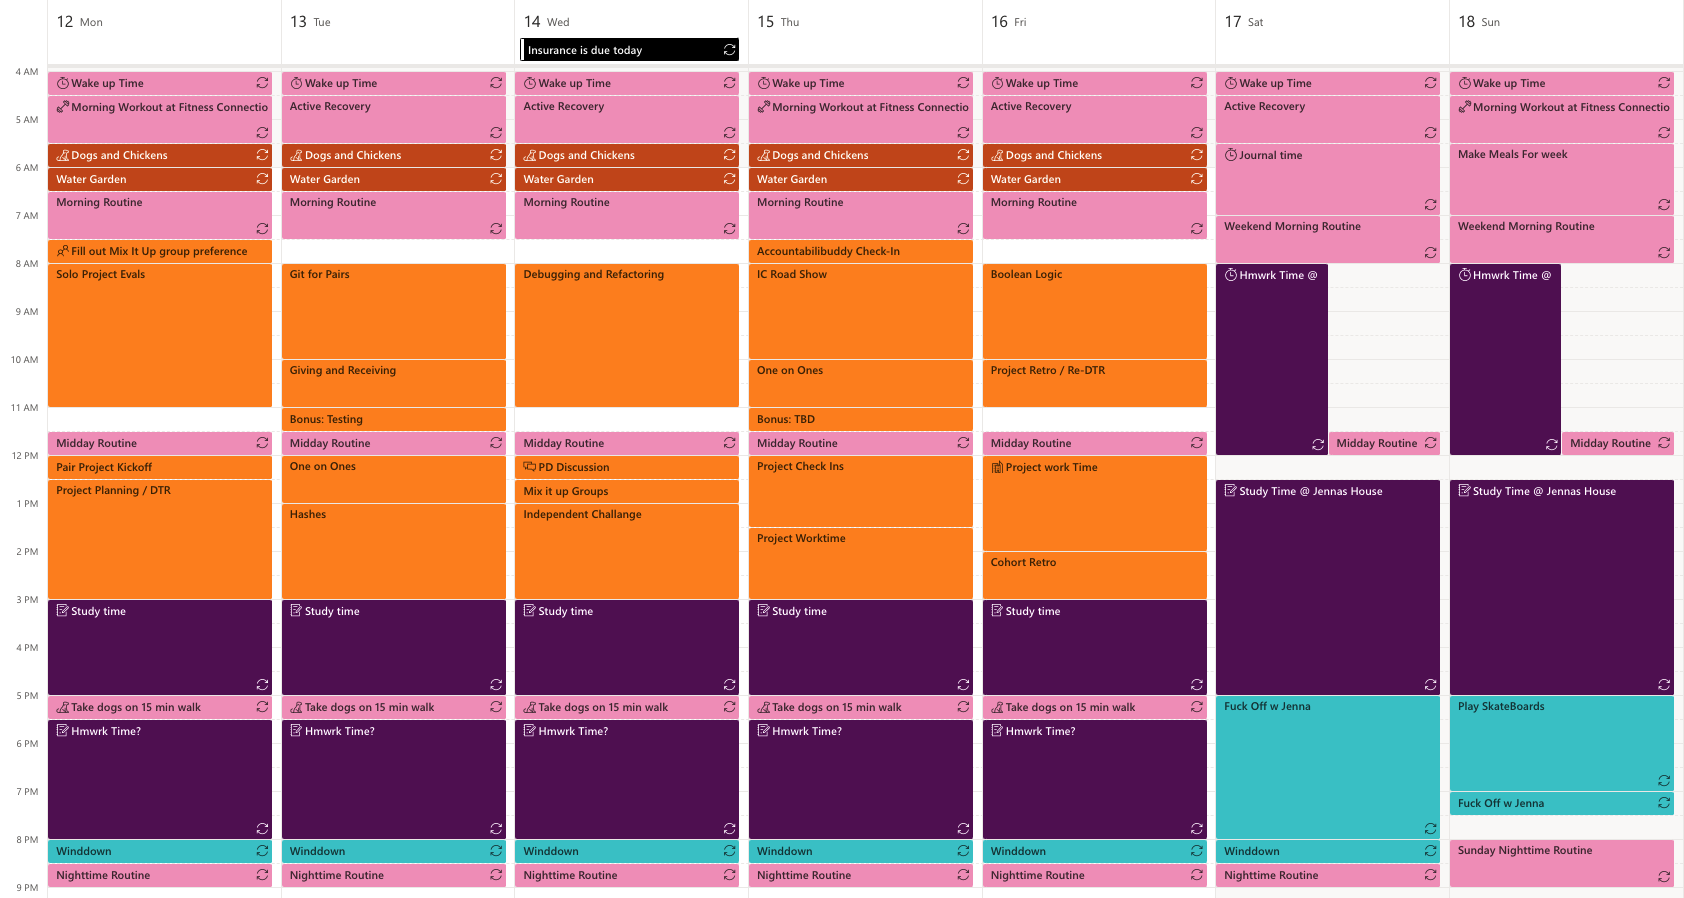 12 Mon
13 Tue
14 Wed
15 Thu
16 Fri
17 Sat
18 Sun
Insurance is due today
4 AM
5 AM
6 AM
7 AM
8 AM
9 AM
10 AM
11 AM
12 PM
1 PM
2 PM
3 PM
4 PM
5 PM
6 PM
7 PM
8 PM
9 PM
Wake up Time
Morning Workout at Fitness Connectio
Dogs and Chickens
Water Garden
Morning Routine
Fill out Mix It Up group preference
Solo Project Evals
Midday Routine
Pair Project Kickoff
Project Planning / DTR
Study time
Take dogs on 15 min walk
Hmwrk Time?
Winddown
Nighttime Routine
Wake up Time
Active Recovery
Dogs and Chickens
Water Garden
Morning Routine
Git for Pairs
Giving and Receiving
Bonus: Testing
Midday Routine
One on Ones
Hashes
Study time
Take dogs on 15 min walk
Hmwrk Time?
Winddown
Nighttime Routine
Wake up Time
Active Recovery
Dogs and Chickens
Water Garden
Morning Routine
Debugging and Refactoring
Midday Routine
PD Discussion
Mix it up Groups
Independent Challange
Study time
Take dogs on 15 min walk
Hmwrk Time?
Winddown
Nighttime Routine
Wake up Time
Morning Workout at Fitness Connectio
Dogs and Chickens
Water Garden
Morning Routine
Accountabilibuddy Check-In
IC Road Show
One on Ones
Bonus: TBD
Midday Routine
Project Check Ins
Project Worktime
Study time
Take dogs on 15 min walk
Hmwrk Time?
Winddown
Nighttime Routine
Wake up Time
Active Recovery
Dogs and Chickens
Water Garden
Morning Routine
Boolean Logic
Project Retro / Re-DTR
Midday Routine
Project work Time
Cohort Retro
Study time
Take dogs on 15 min walk
Hmwrk Time?
Winddown
Nighttime Routine
Wake up Time
Active Recovery
Journal time
Weekend Morning Routine
Hmwrk Time @
Midday Routine
Study Time @ Jennas House
Fuck Off w Jenna
Winddown
Nighttime Routine
Wake up Time
Morning Workout at Fitness Connectio
Make Meals For week
Weekend Morning Routine
Hmwrk Time @
Midday Routine
Study Time @ Jennas House
Play SkateBoards
Fuck Off w Jenna
Sunday Nighttime Routine